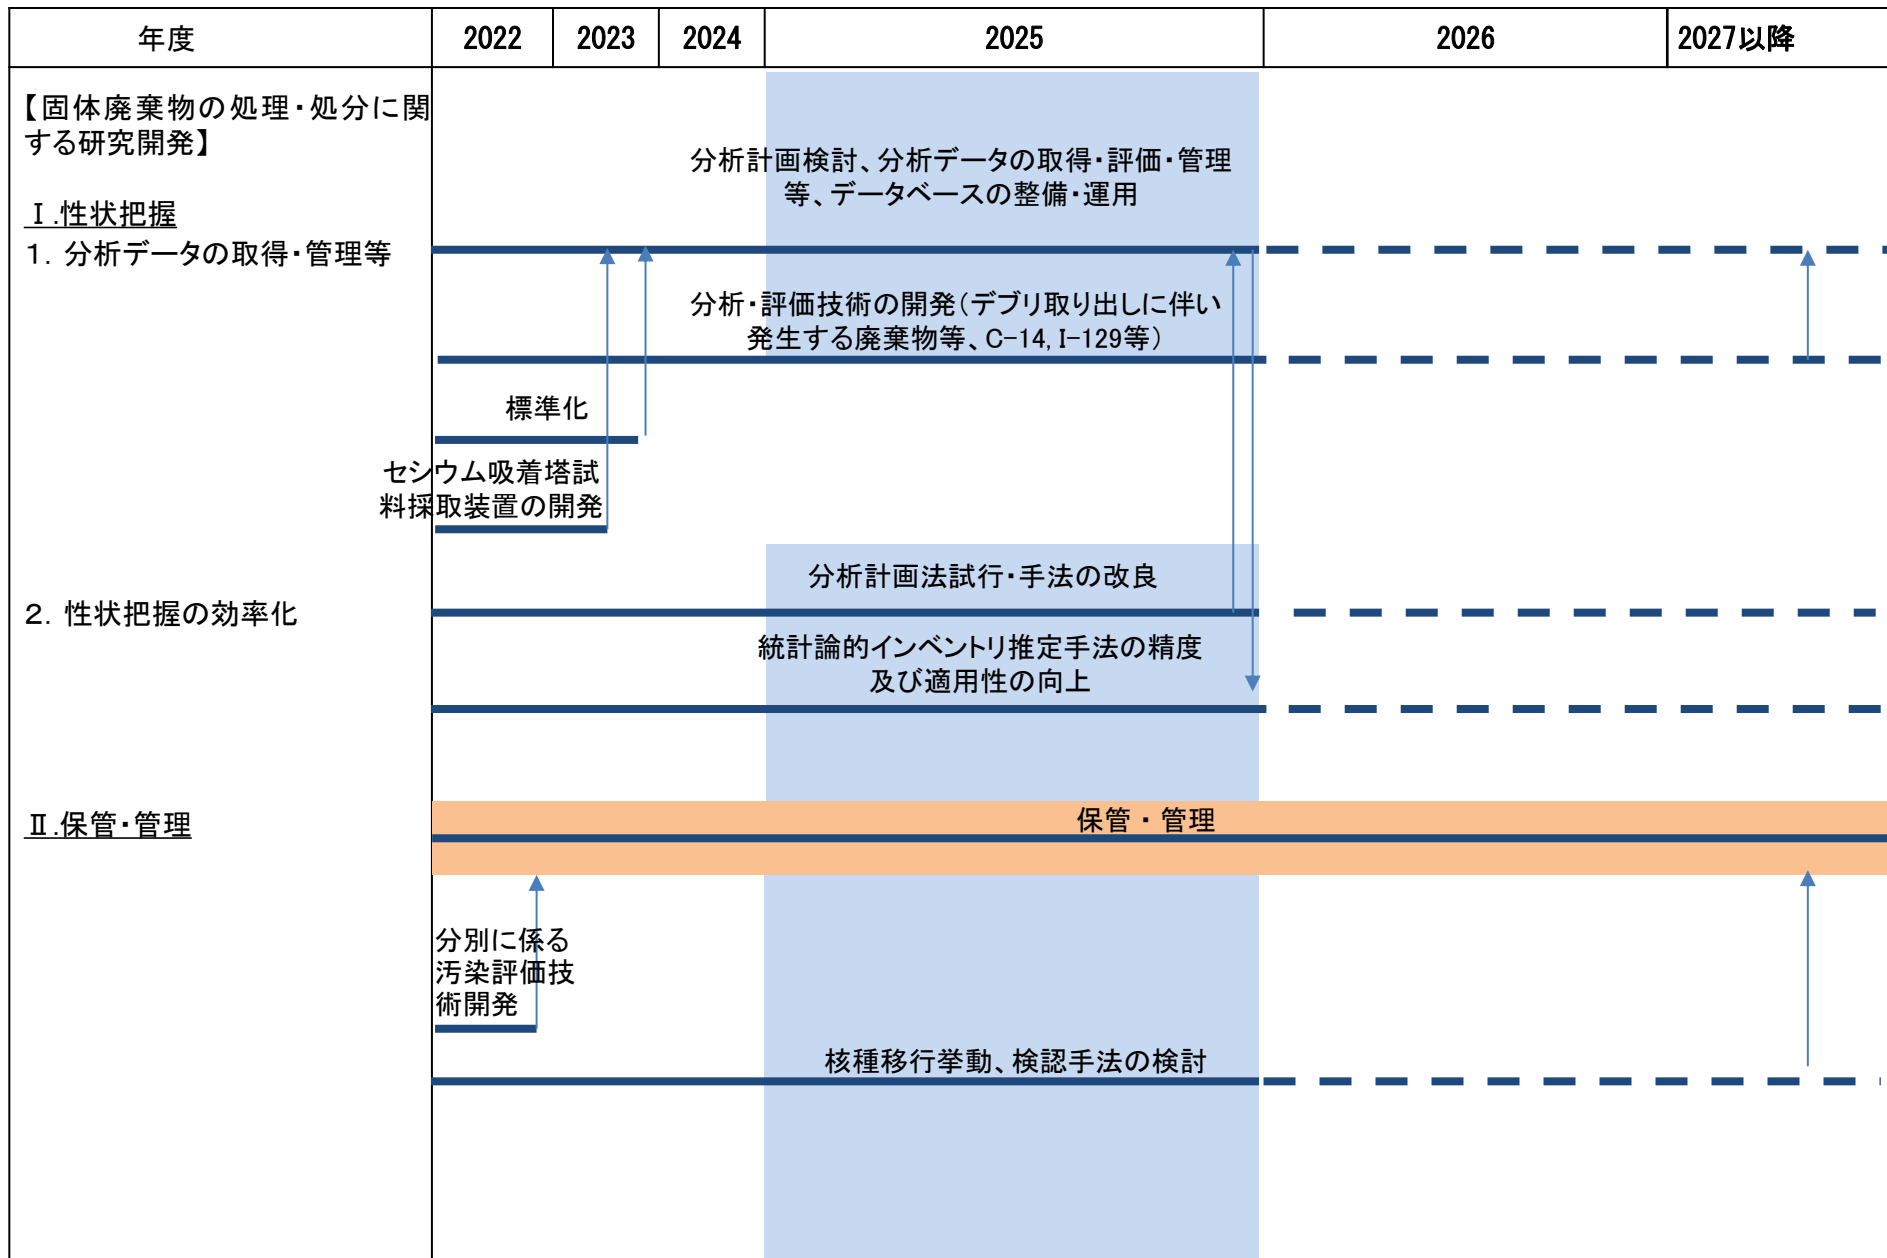 年度
2022
2023
2024
2025
2026
2027以降
【固体廃棄物の処理・処分に関
する研究開発】
Ⅰ.性状把握
1. 分析データの取得・管理等
分析計画検討、分析データの取得・評価・管理
等、データベースの整備・運用
分析・評価技術の開発(デブリ取り出しに伴い
発生する廃棄物等、C-14, I-129等)
標準化
セシウム吸着塔試
料採取装置の開発
2. 性状把握の効率化
分析計画法試行・手法の改良
統計論的インベントリ推定手法の精度
及び適用性の向上
Ⅱ.保管・管理
保管・管理
分別に係る
汚染評価技
術開発
核種移行挙動、検認手法の検討